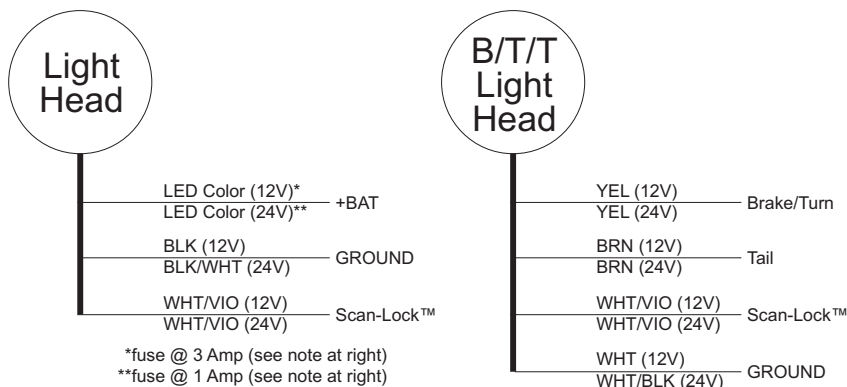 Light
Head
LED Color (12V)*
LED Color (24V)**
+BAT
BLK (12V)
BLK/WHT (24V)
GROUND
WHT/VIO (12V)
WHT/VIO (24V)
Scan-Lock™
*fuse @ 3 Amp (see note at right)
**fuse @ 1 Amp (see note at right)
B/T/T
Light
Head
YEL (12V)
YEL (24V)
Brake/Turn
BRN (12V)
BRN (24V)
Tail
WHT/VIO (12V)
WHT/VIO (24V)
Scan-Lock™
WHT (12V)
WHT/BLK (24V)
GROUND